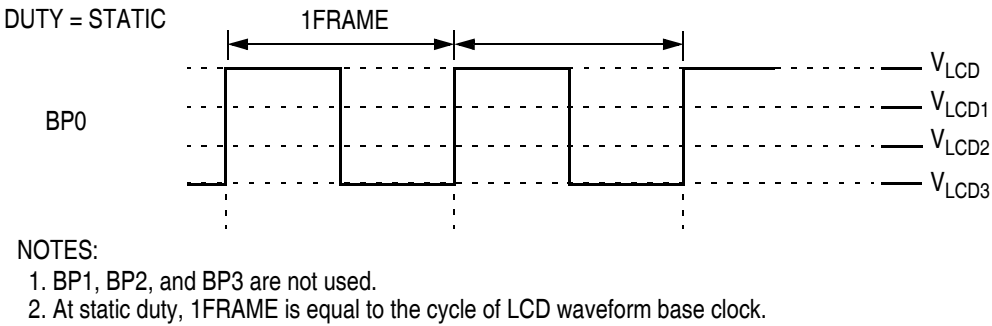 DUTY = STATIC
1FRAME
BP0
VLCD
VLCD1
VLCD2
VLCD3
NOTES:
1. BP1, BP2, and BP3 are not used.
2. At static duty, 1FRAME is equal to the cycle of LCD waveform base clock.